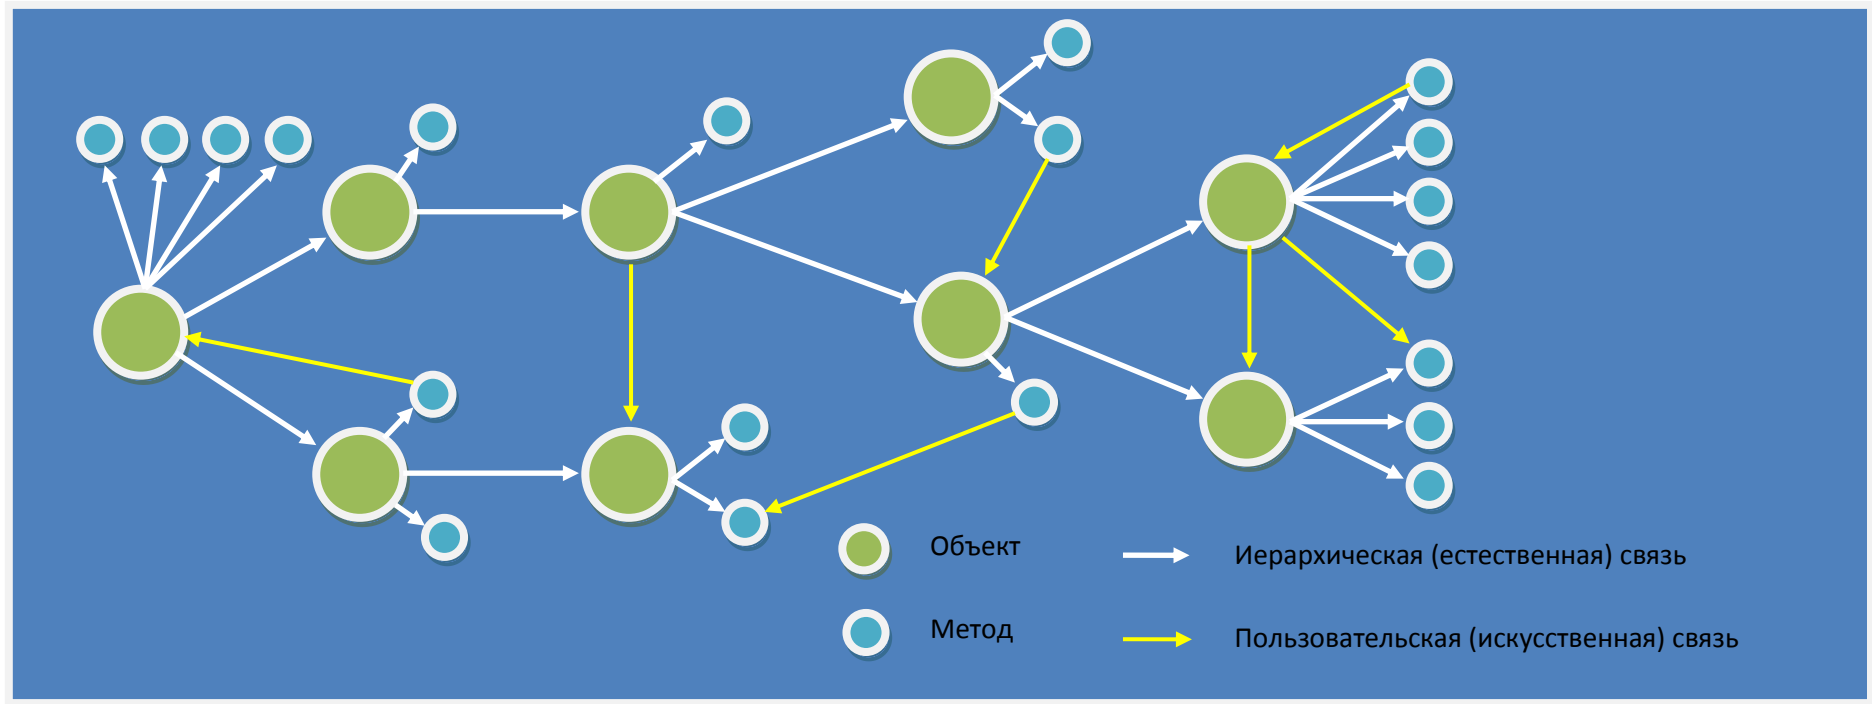 Объект
Иерархическая (естественная) связь
Метод
Пользовательская (искусственная) связь